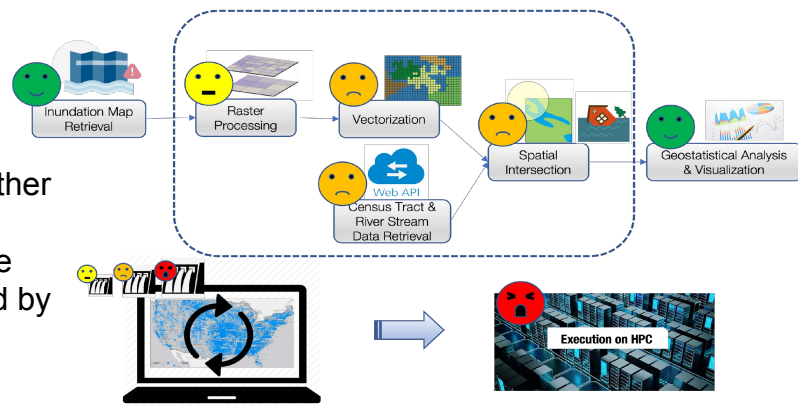 Inundation Map
Retrieval
Raster
Processing
Vectorization
Web API
Census Tract &
River Stream
Data Retrieval
Spatial
Intersection
Geostatistical Analysis
& Visualization
ther
e
d by
Execution on HPC